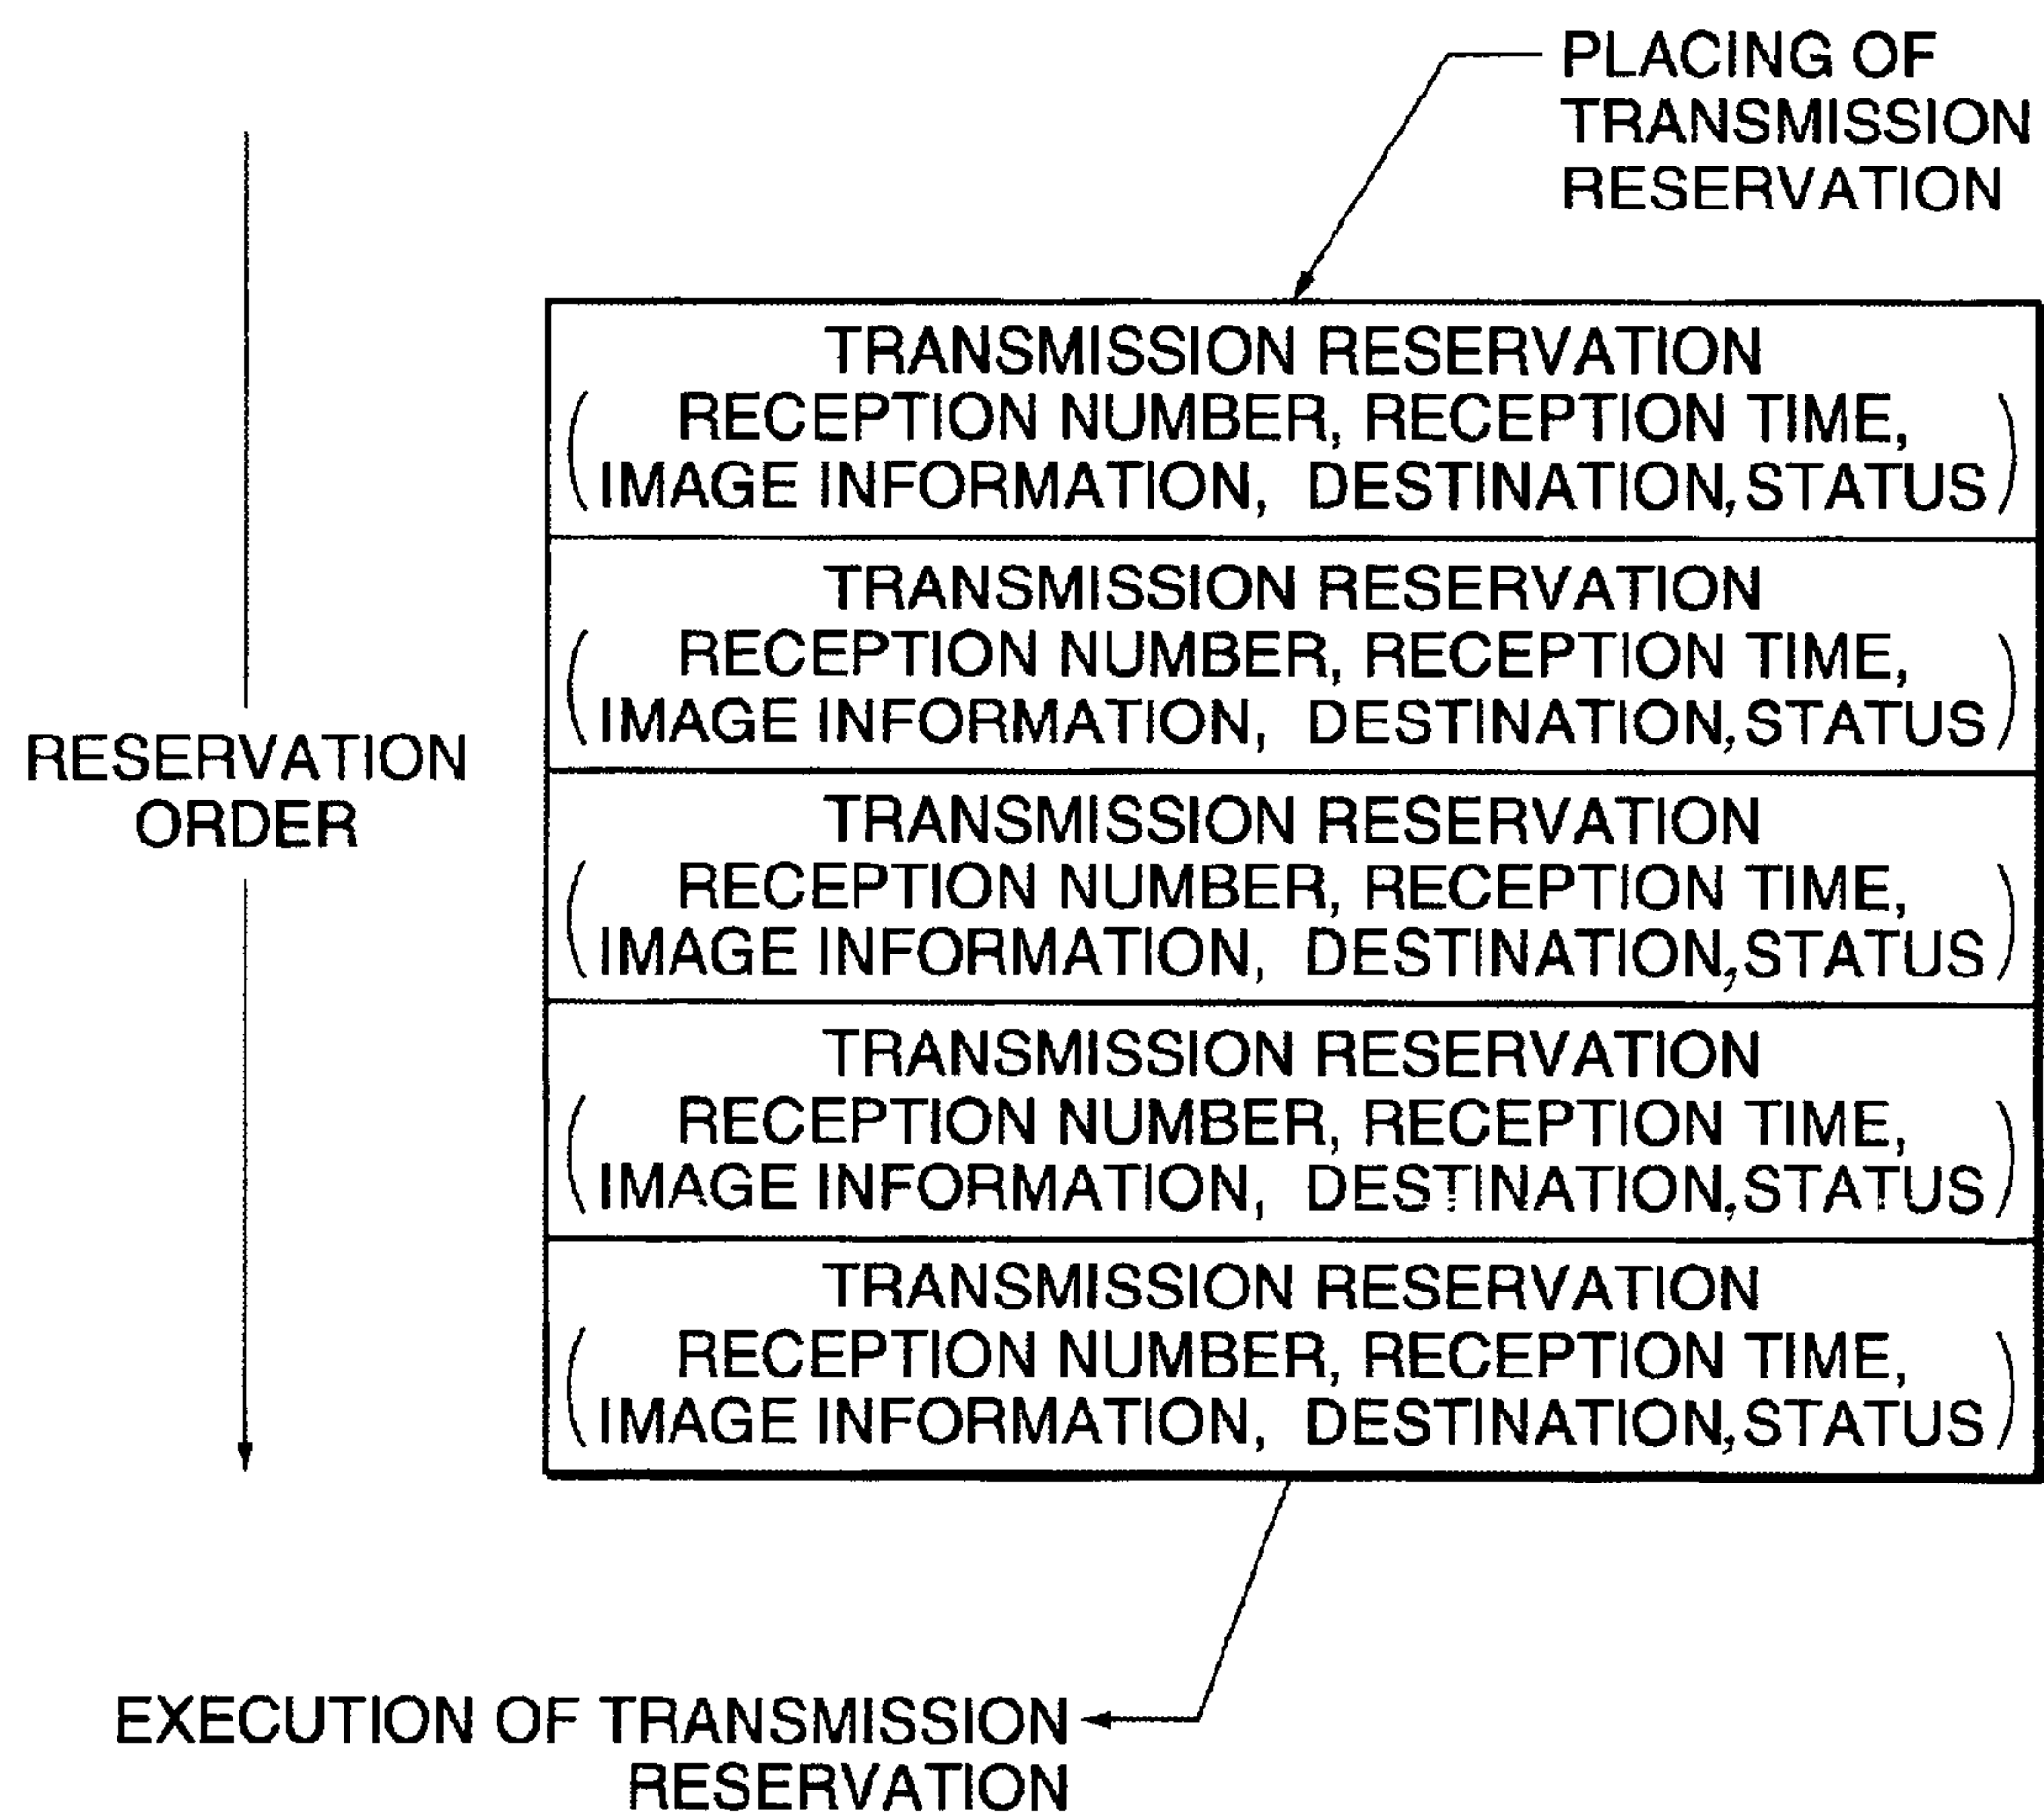 PLACING OF
TRANSMISSION
RESERVATION
TRANSMISSION RESERVATION
( RECEPTION NUMBER, RECEPTION TIME,
IMAGE INFORMATION, DESTINATION, STATUS )
TRANSMISSION RESERVATION
( RECEPTION NUMBER, RECEPTION TIME,
IMAGE INFORMATION, DESTINATION, STATUS )
RESERVATION
ORDER
TRANSMISSION RESERVATION
( RECEPTION NUMBER, RECEPTION TIME,
IMAGE INFORMATION, DESTINATION, STATUS )
TRANSMISSION RESERVATION
( RECEPTION NUMBER, RECEPTION TIME,
IMAGE INFORMATION, DESTINATION, STATUS )
TRANSMISSION RESERVATION
( RECEPTION NUMBER, RECEPTION TIME,
IMAGE INFORMATION, DESTINATION, STATUS )
EXECUTION OF TRANSMISSION
RESERVATION